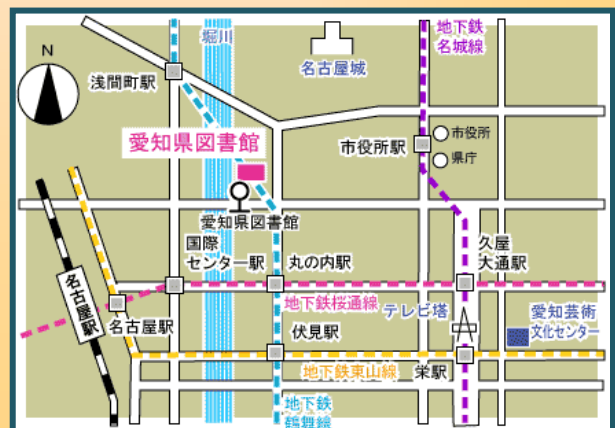 堀川
地下鉄
名城線
N
名古屋城
浅間町駅
愛知県図書館
市役所駅
市役所
県庁
愛知県図書館
国際
センター駅
丸の内駅
久屋
大通駅
名古屋駅
地下鉄桜通線
テレビ塔
愛知芸術
文化センター
名古屋駅
伏見駅
地下鉄東山線
栄駅
地下鉄
鶴舞線